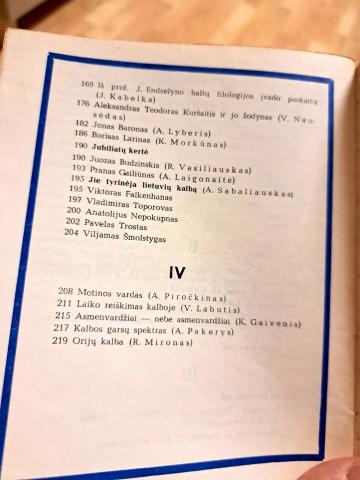 169 Iš prof. J. Endzelyno baltų filologijos įvado paskaitų
(J. Kabelka)
176 Aleksandras Teodoras Kuršaitis ir jo žodynas (V. Nau-
sėdas)
182 Jonas Baronas (A. Lyberis)
186 Borisas Larinas (K. Morkūnas)
190 Jubiliatų kertė
190 Juozas Budzinskis (R. Vasiliauskas)
193 Pranas Gailiūnas (A. Laigonaitė)
195 Jie tyrinėja lietuvių kalbą (A. Sabaliauskas)
195 Viktoras Falkenhanas
197 Vladimiras Toporovas
200 Anatolijus Nepokupnas
202 Pavelas Trostas
204 Viljamas Šmolstygas
IV
208 Motinos vardas (A. Piročkinas)
211 Laiko reiškimas kalboje (V. Labutis)
215 Asmenvardžiai — nebe asmenvardžiai (K. Gaivenis)
217 Kalbos garsų spektras (A. Pakerys)
219 Orijų kalba (R. Mironas)